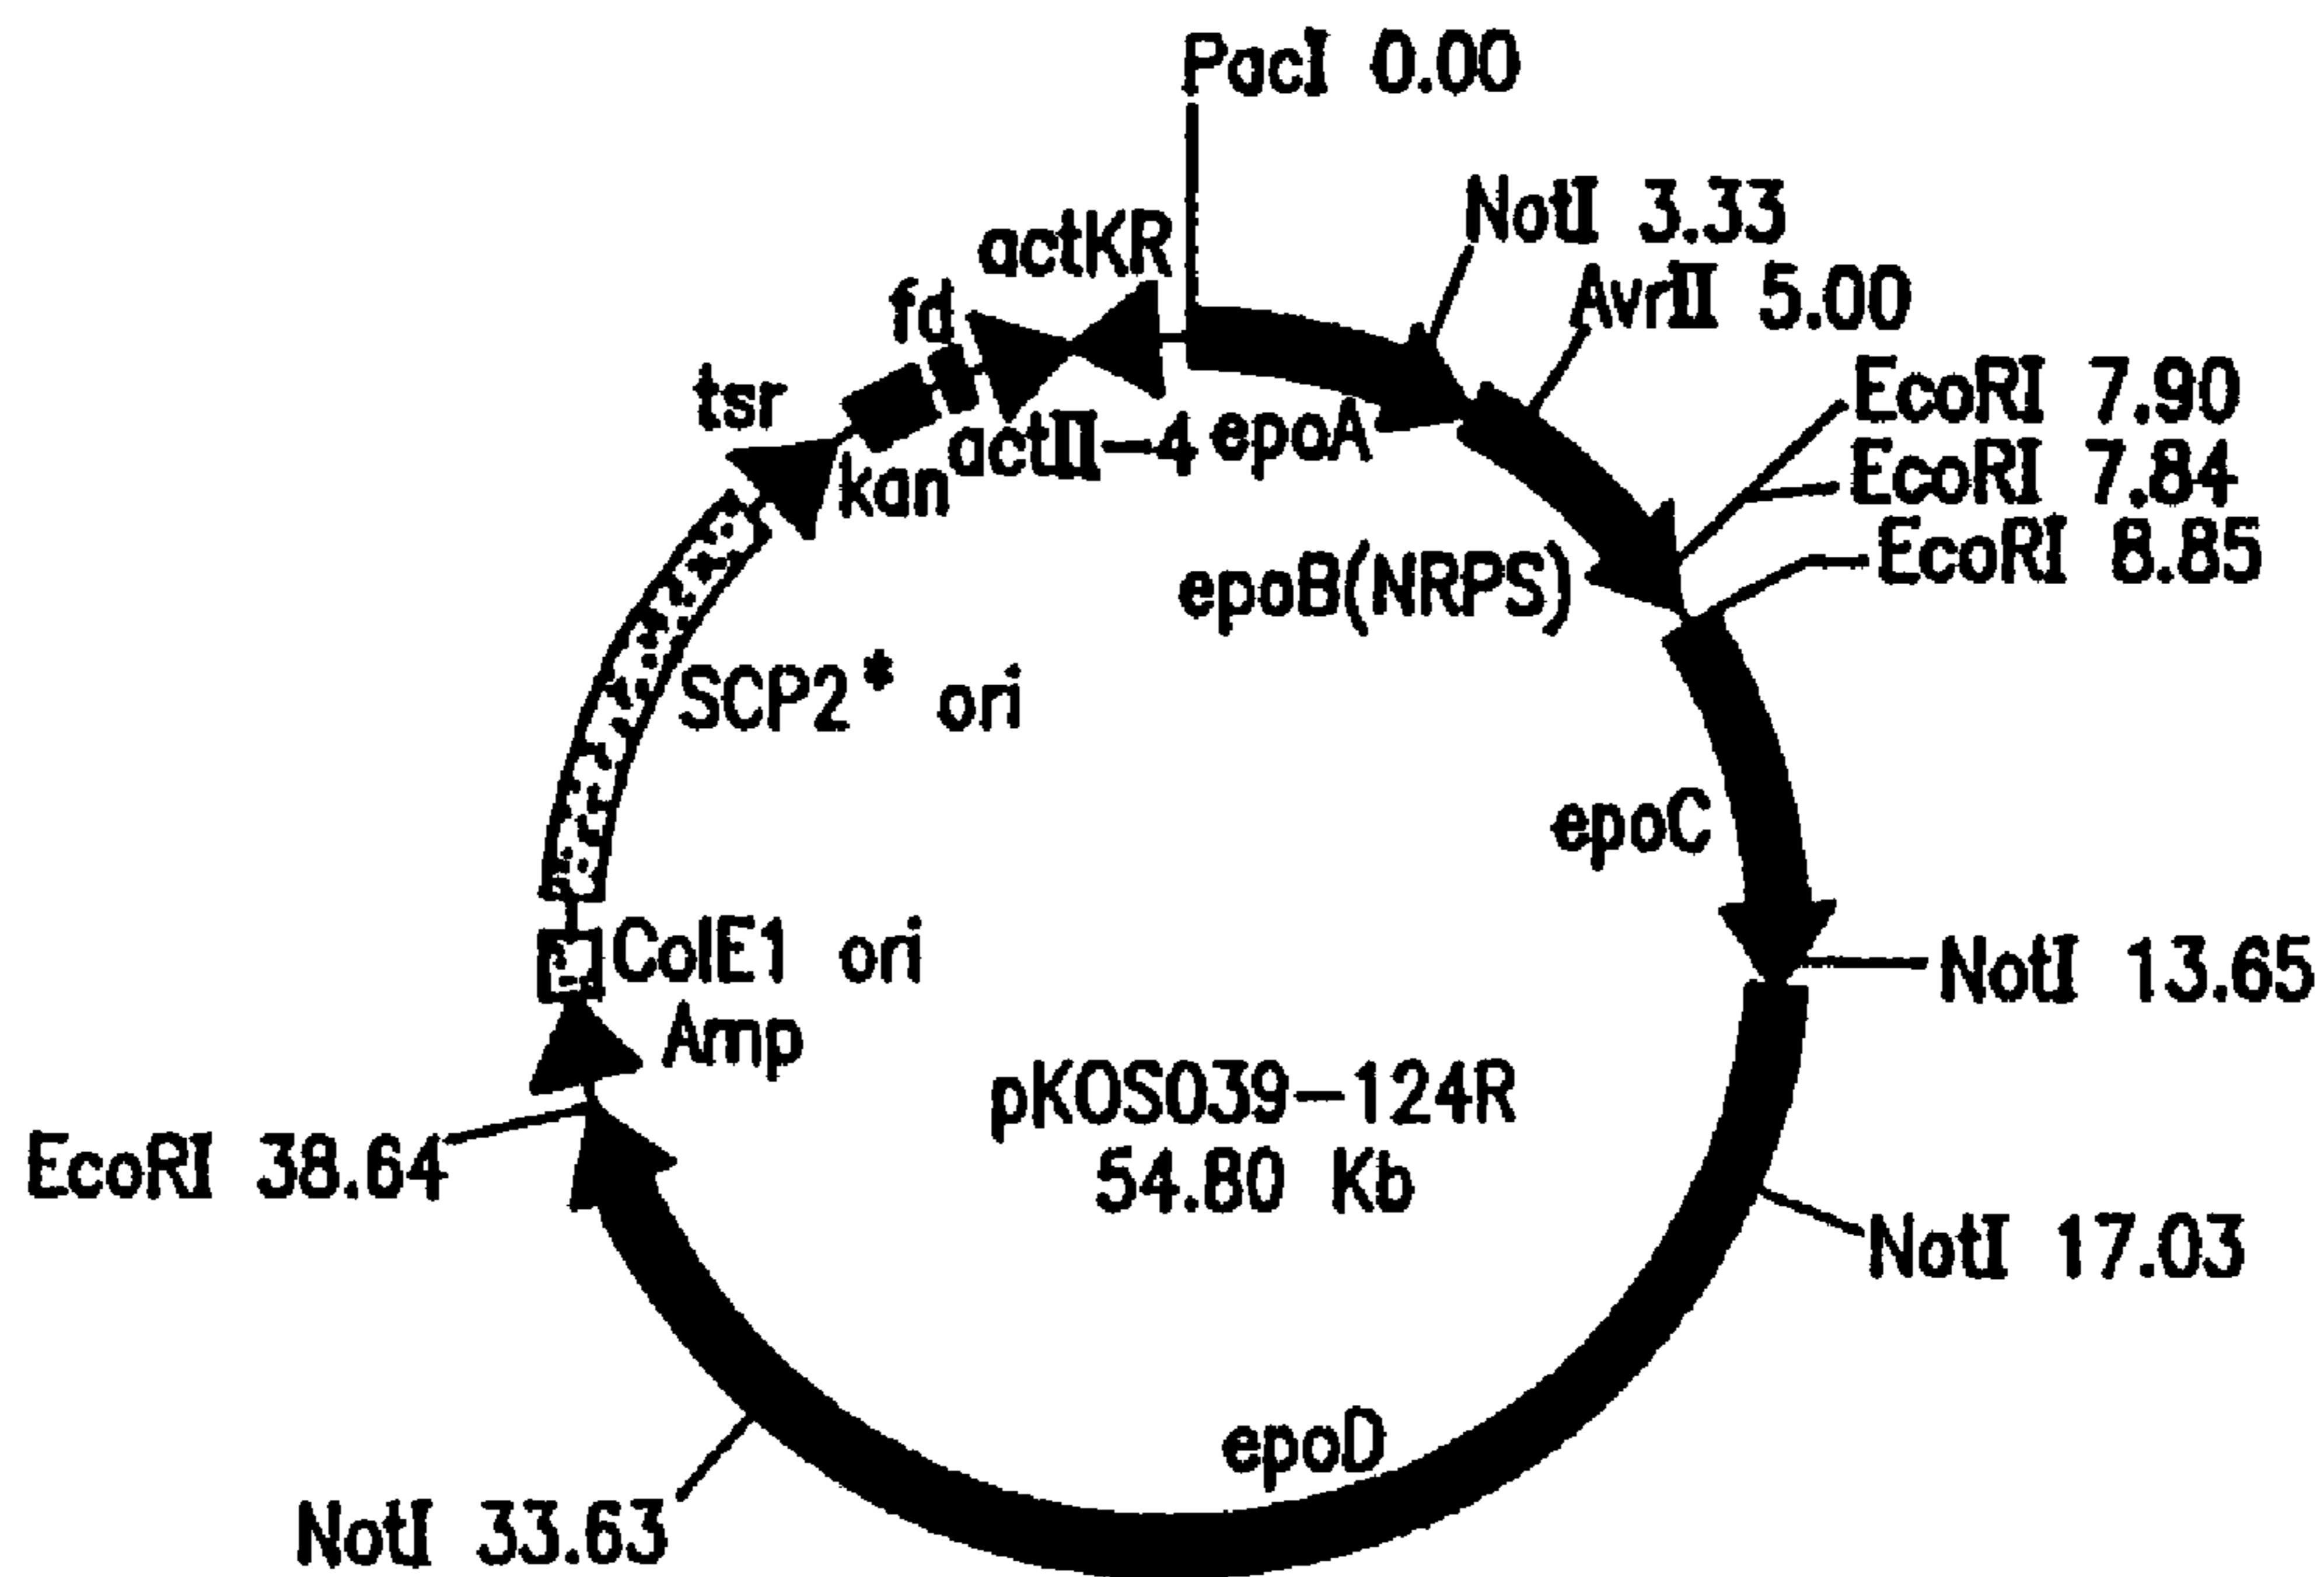 PacI 0.00
NotI 3.33
actKR
AvrII 5.00
fd
EcoRI 7.90
tsr
actII-4
epoA
EcoRI 7.84
kan
EcoRI 8.85
epoB(NRPS)
SCP2* ori
epoC
ColE1 ori
NotI 13.65
Amp
pKOS039-124R
54.80 Kb
EcoRI 38.64
NotI 17.03
epoD
NotI 33.63